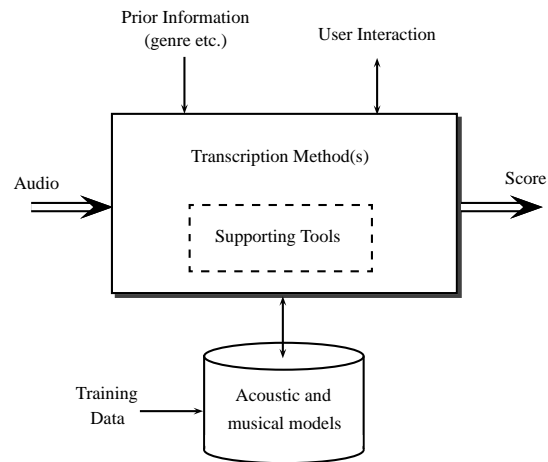 Prior Information
(genre etc.)
User Interaction
Transcription Method(s)
Audio
Score
Supporting Tools
Training
Data
Acoustic and
musical models